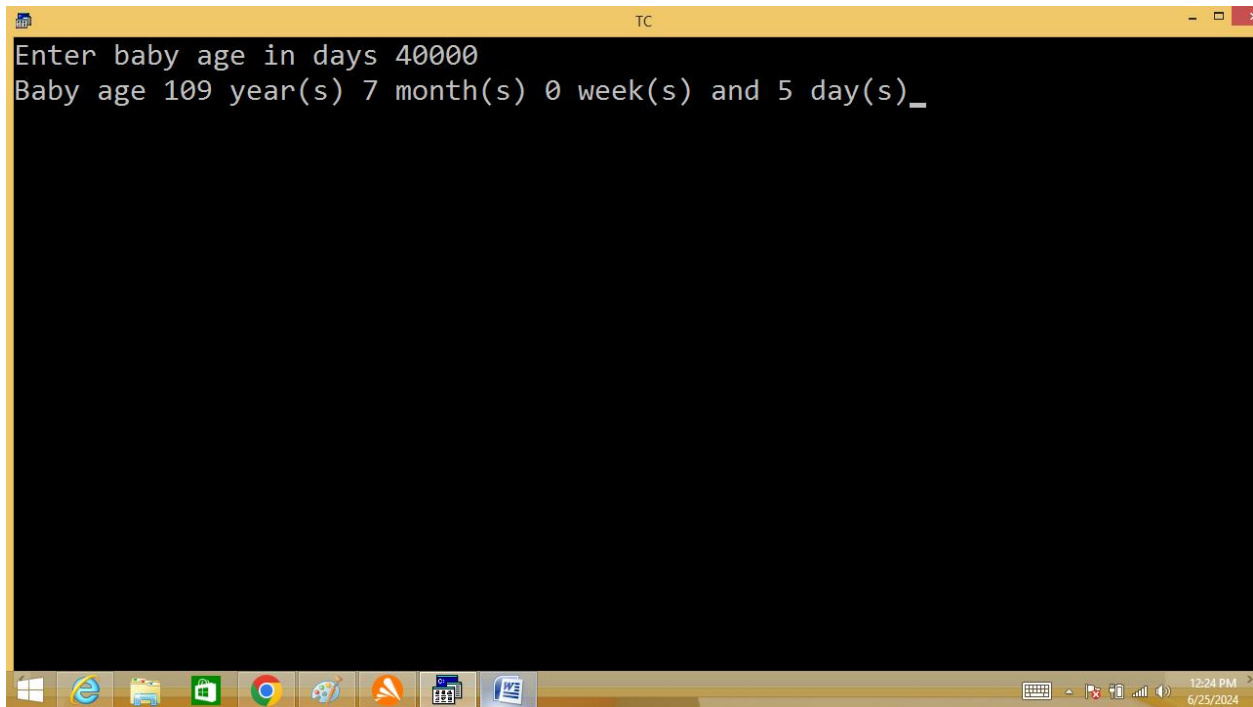 TC
Enter baby age in days 40000
Baby age 109 year(s) 7 month(s) 0 week(s) and 5 day(s)_
12:24 PM
6/25/2024